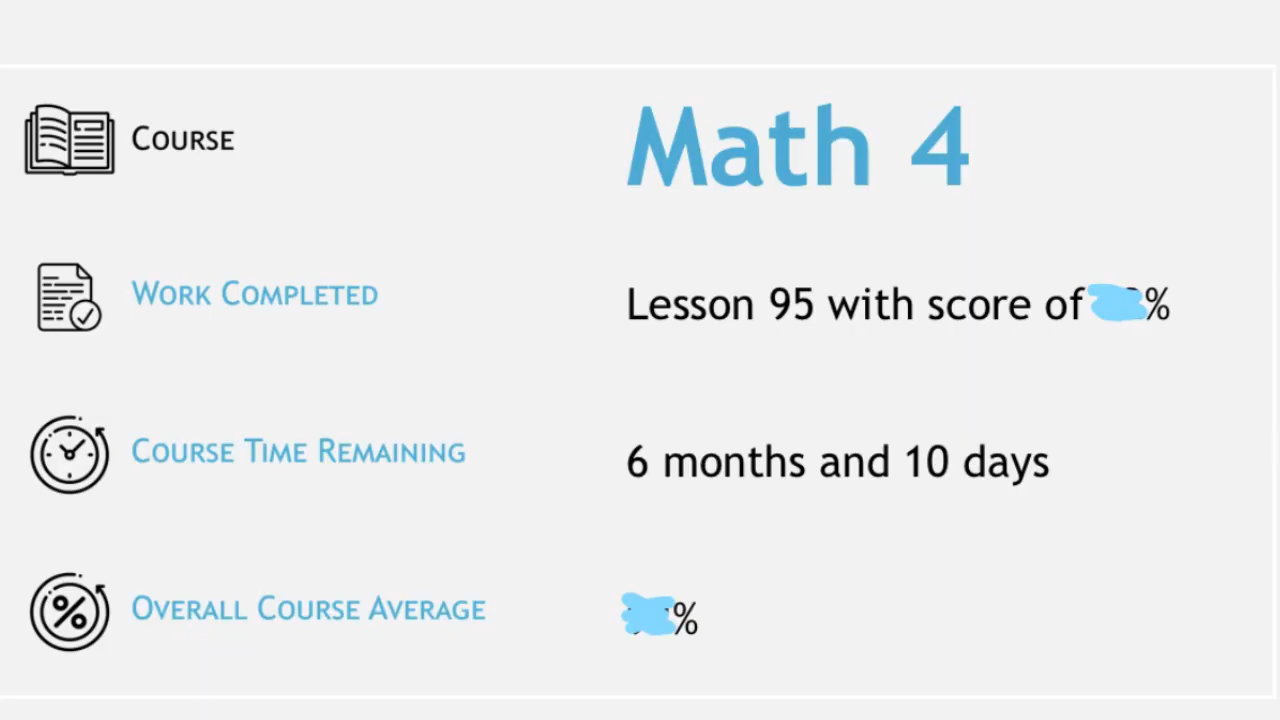 Course
Math 4
Work Completed
Lesson 95 with score of %
Course Time Remaining
6 months and 10 days
Overall Course Average
%